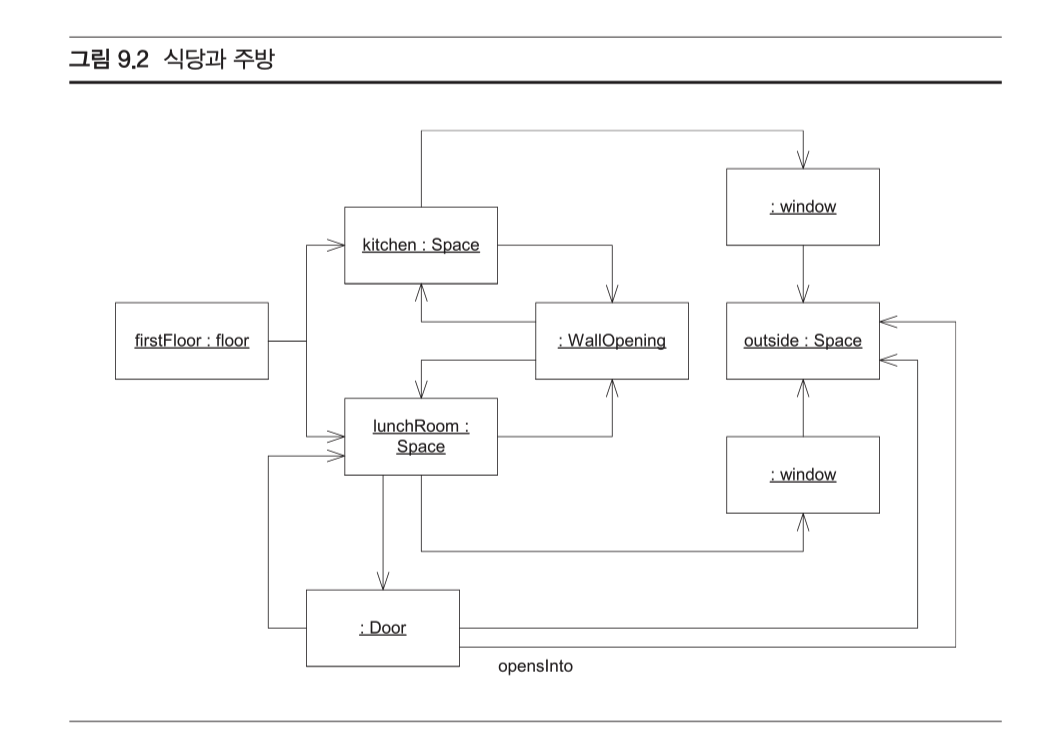 그림 9.2 식당과 주방
: window
kitchen : Space
firstFloor : floor
: WallOpening
outside : Space
lunchRoom :
Space
: window
: Door
opensInto